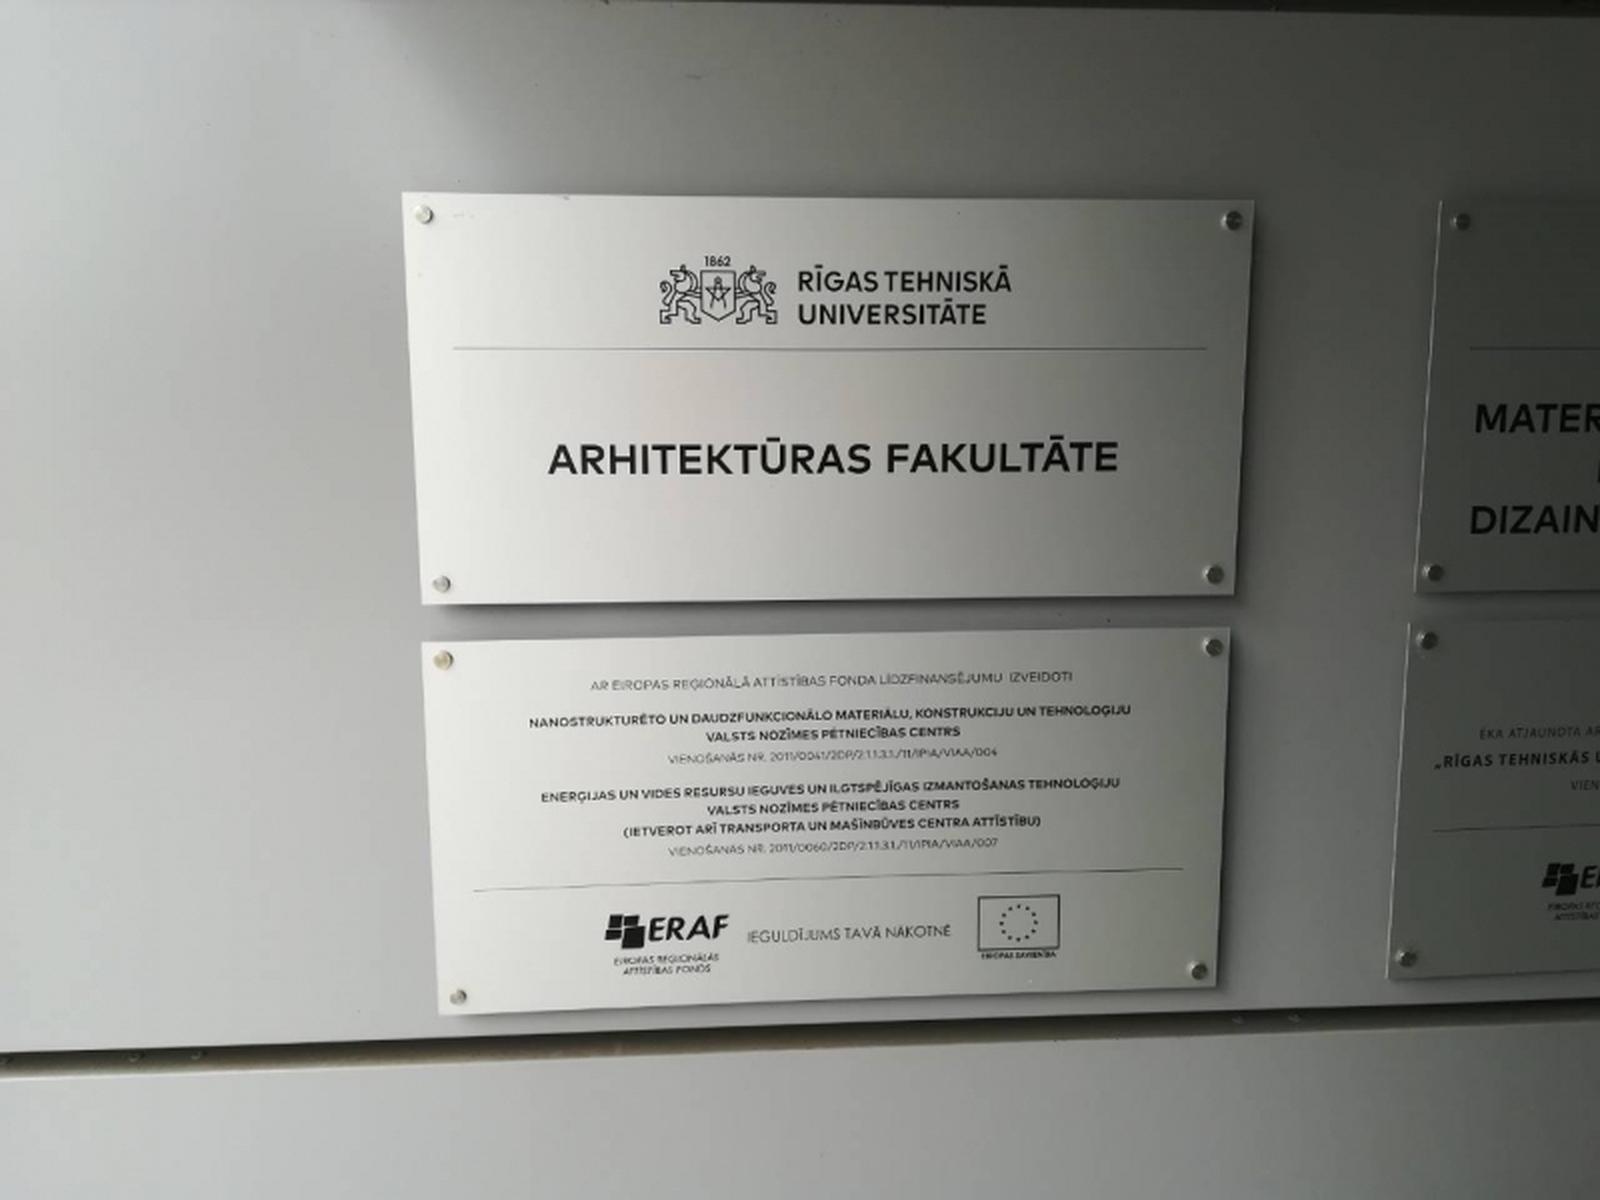 1862
RĪGAS TEHNISKĀ
UNIVERSITĀTE
ARHITEKTŪRAS FAKULTĀTE
AR EIROPAS REĢIONĀLĀ ATTĪSTĪBAS FONDA LĪDZFINANSĒJUMU IZVEIDOTI
NANOSTRUKTURĒTO UN DAUDZFUNKCIONĀLO MATERIĀLU, KONSTRUKCIJU UN TEHNOLOĢIJU
VALSTS NOZĪMES PĒTNIECĪBAS CENTRS
VIENOŠANĀS NR. 2011/0041/2DP/2.1.1.3.1./11/IPIA/VIAA/004
ENERĢIJAS UN VIDES RESURSU IEGUVES UN ILGTSPĒJĪGAS IZMANTOŠANAS TEHNOLOĢIJU
VALSTS NOZĪMES PĒTNIECĪBAS CENTRS
(IETVEROT ARĪ TRANSPORTA UN MAŠĪNBŪVES CENTRA ATTĪSTĪBU)
VIENOŠANĀS NR. 2011/0060/2DP/2.1.1.3.1./11/IPIA/VIAA/007
ERAF
EIROPAS REĢIONĀLĀS
ATTĪSTĪBAS FONDS
IEGULDĪJUMS TAVĀ NĀKOTNĒ
EIROPAS SAVIENĪBA
MATER
DIZAIN
ĒKA ATJAUNOTA AR
„RĪGAS TEHNISKĀS U
VIEN